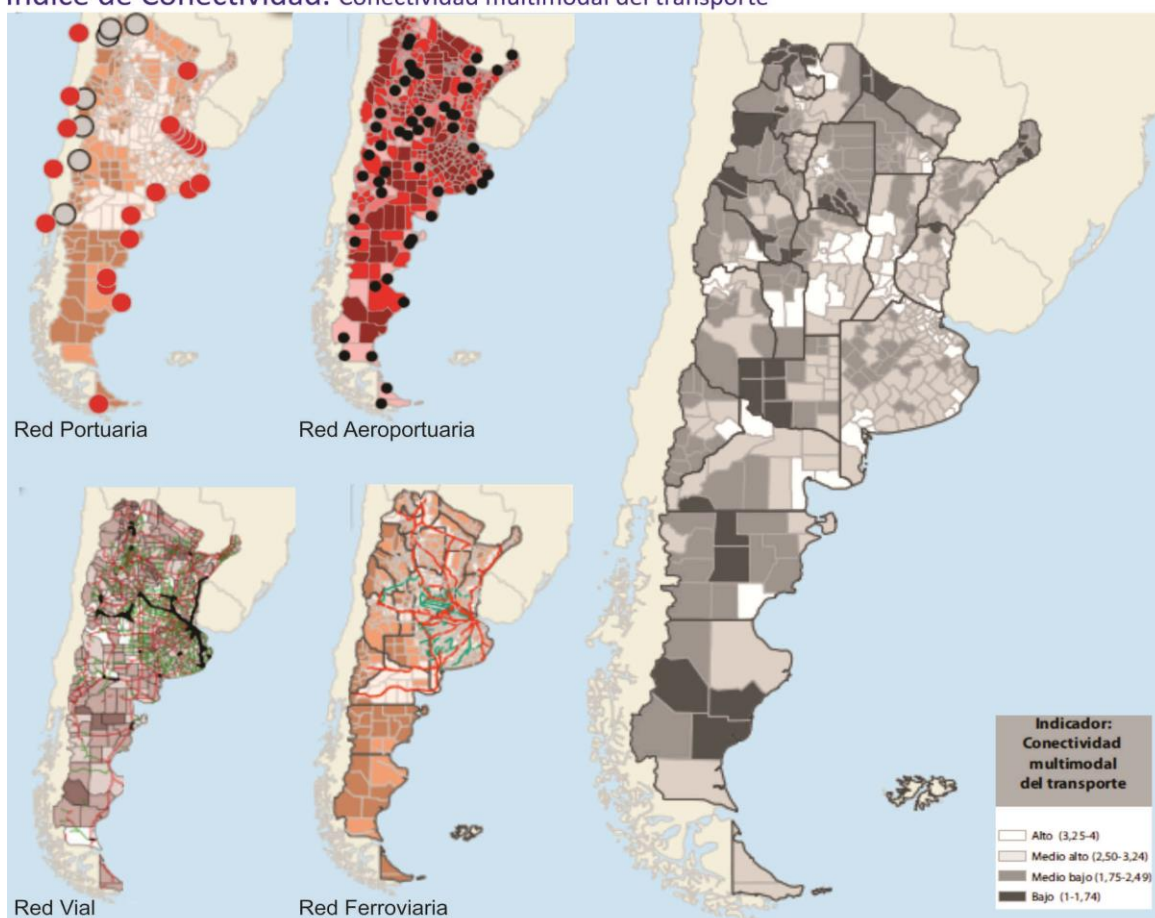 Índice de Conectividad: Conectividad multimodal del transporte
Red Portuaria
Red Aeroportuaria
Red Vial
Red Ferroviaria
Indicador:
Conectividad
multimodal
del transporte
Alto (3,25-4)
Medio alto (2,50-3,24)
Medio bajo (1,75-2,49)
Bajo (1-1,74)